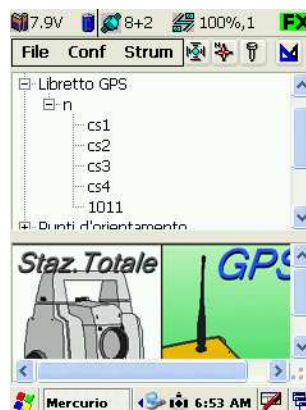 7.9V 8+2 100%,1 FX
File Conf Strum
Libretto GPS
n
cs1
cs2
cs3
cs4
1011
Punti d'orientamento
Staz.Totale
GPS
Mercurio 6:53 AM